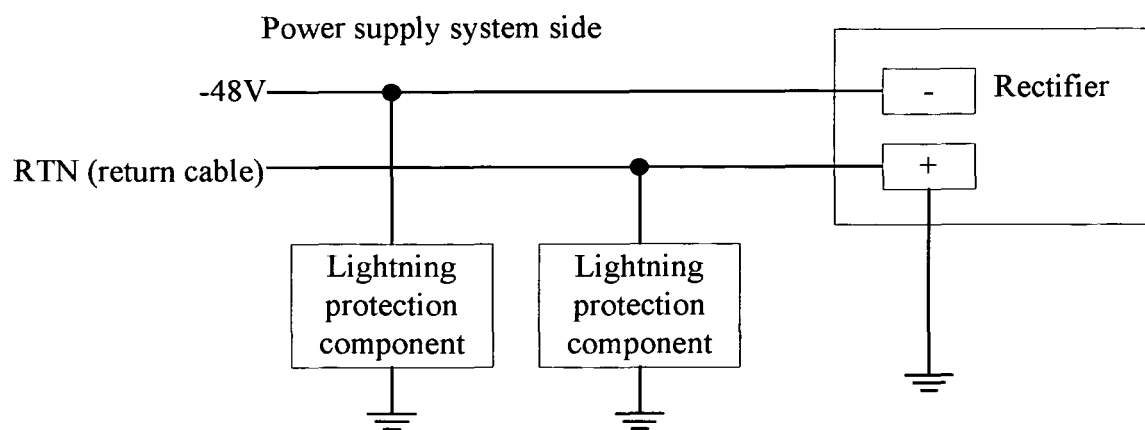 Power supply system side
-48V
-
Rectifier
RTN (return cable)
+
Lightning
protection
component
Lightning
protection
component